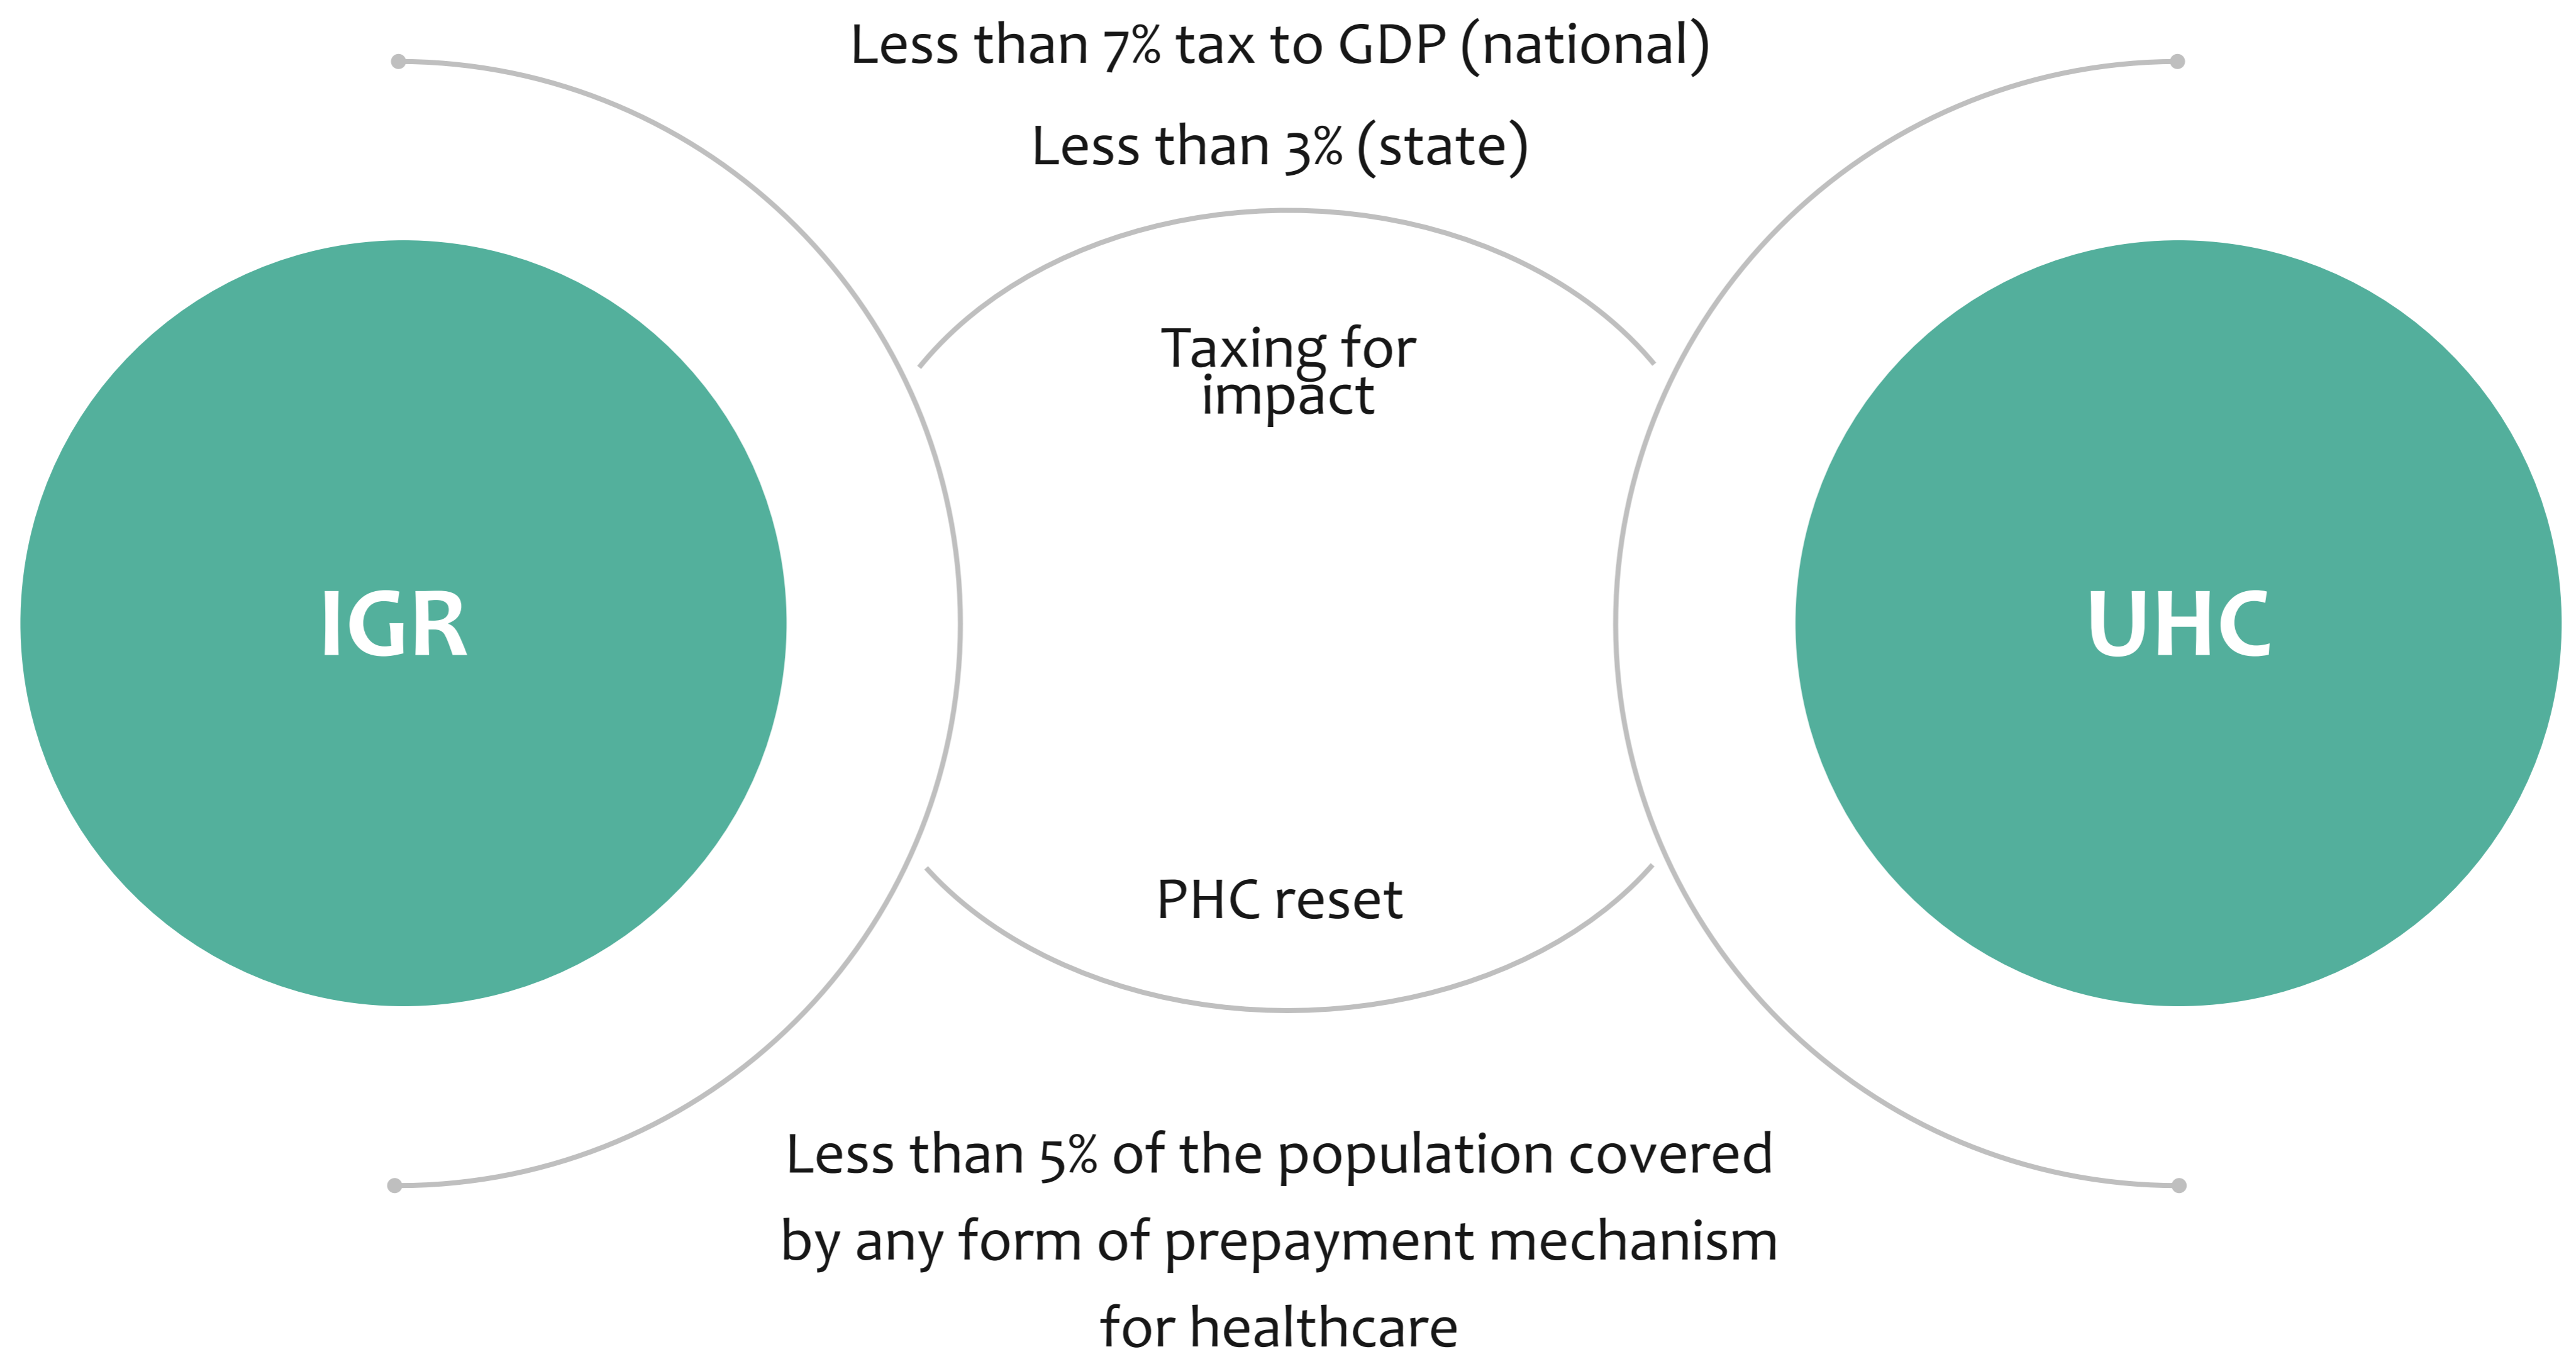 Less than 7% tax to GDP (national)
Less than 3% (state)
Taxing for
impact
IGR
UHC
PHC reset
Less than 5% of the population covered
by any form of prepayment mechanism
for healthcare